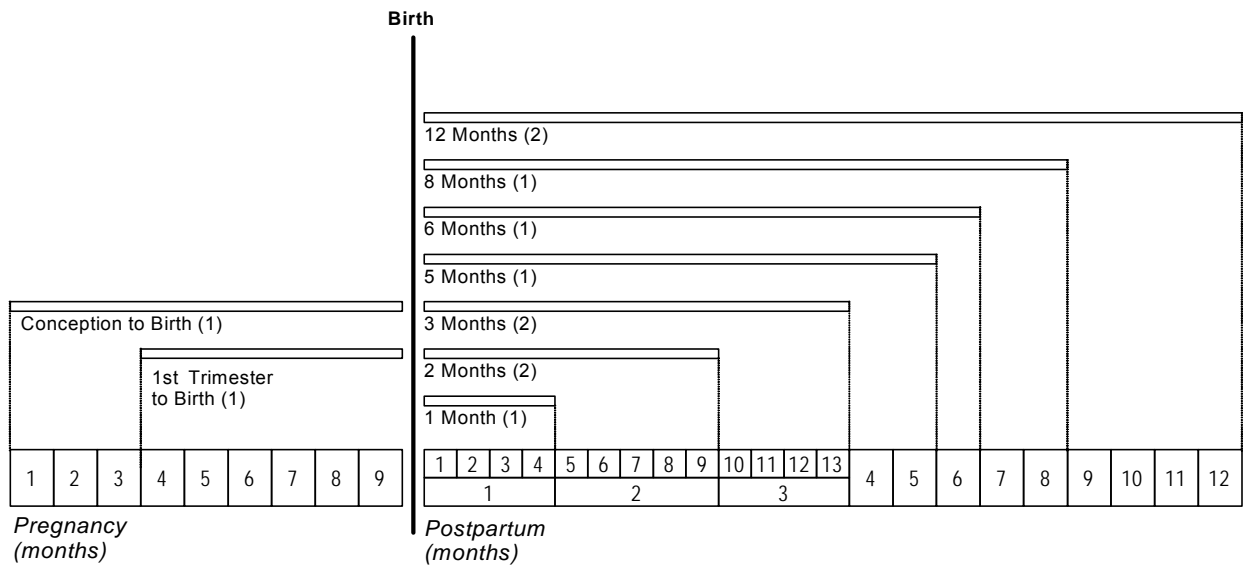 Birth
12 Months (2)
8 Months (1)
6 Months (1)
5 Months (1)
Conception to Birth (1)
3 Months (2)
1st Trimester
to Birth (1)
2 Months (2)
1 Month (1)
1 2 3 4 5 6 7 8 9
1 2 3 4 5 6 7 8 9 10 11 12 13
1 2 3 4 5 6 7 8 9 10 11 12
Pregnancy
(months)
Postpartum
(months)